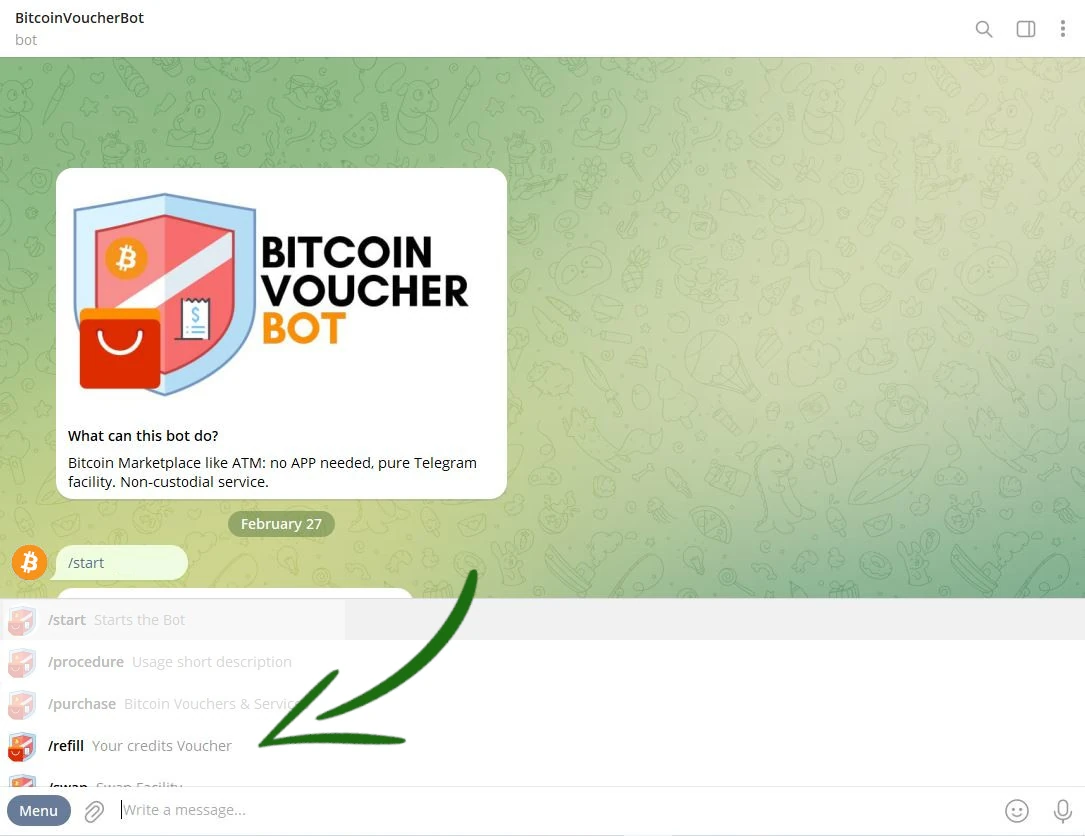 BitcoinVoucherBot
bot
BITCOIN
VOUCHER
BOT
What can this bot do?
Bitcoin Marketplace like ATM: no APP needed, pure Telegram
facility. Non-custodial service.
February 27
/start
/start Starts the Bot
/procedure Usage short description
/purchase Bitcoin Vouchers &
/refill Your credits Voucher
/swap Swap Facility
Menu
Write a message...